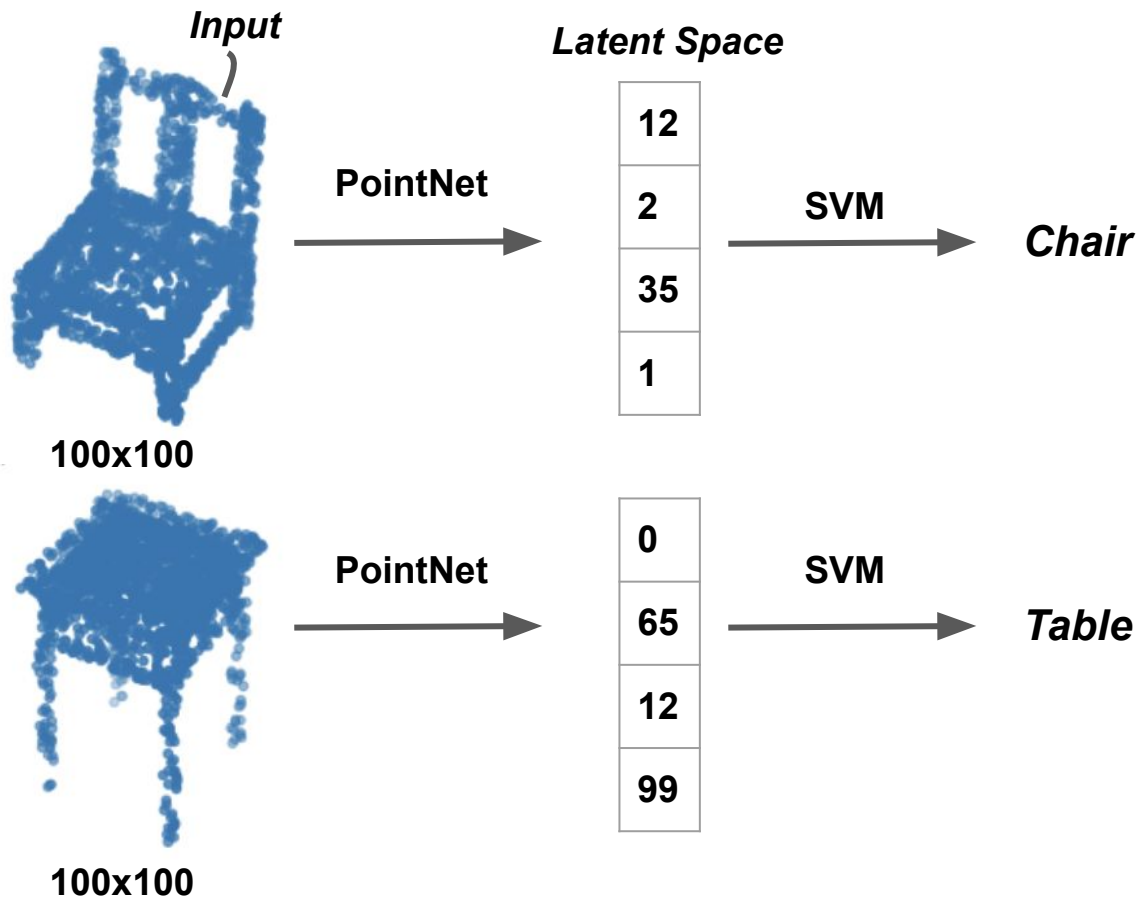 Input
Latent Space
12
PointNet
2
SVM
Chair
35
1
100x100
0
PointNet
SVM
65
Table
12
99
100x100